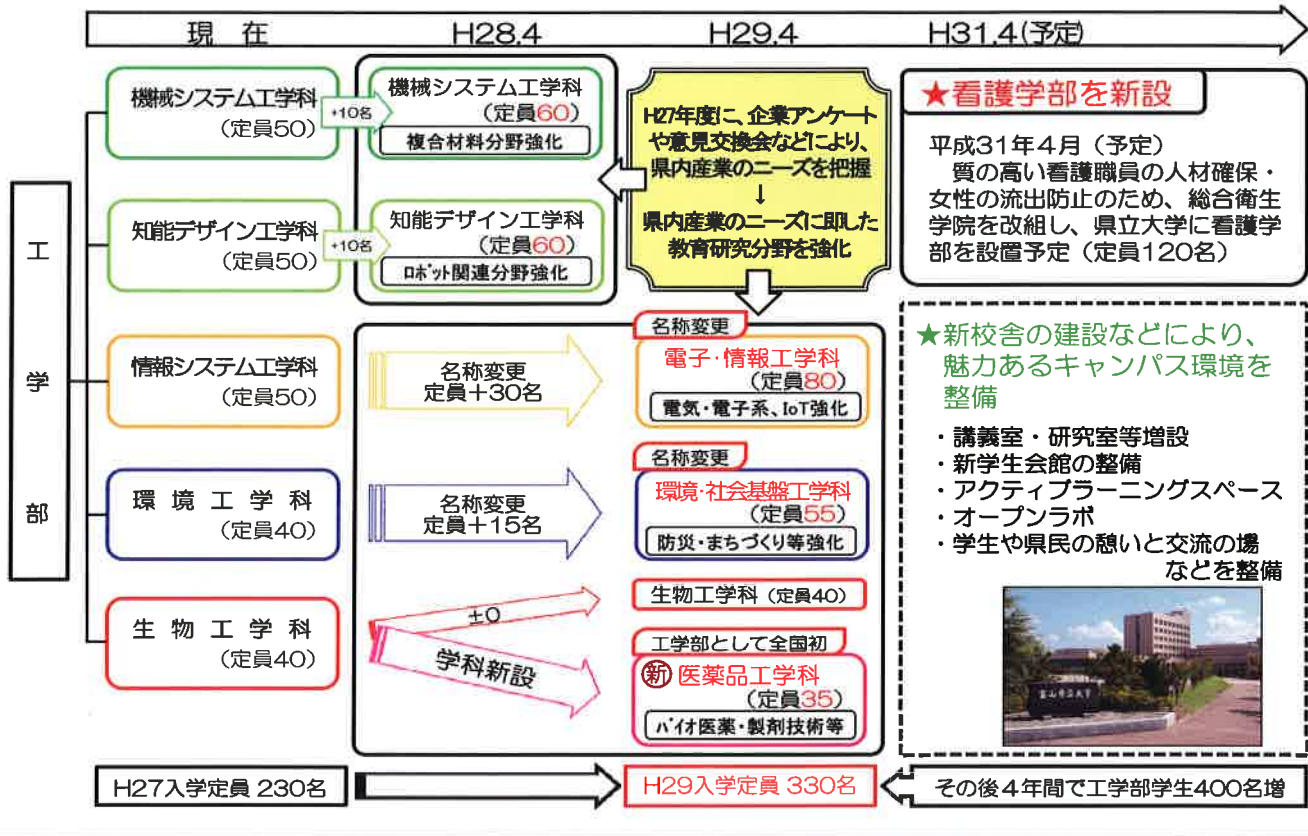 現 在
H28.4
H29.4
H31.4(予定)
工
学
部
機械システム工学科
(定員50)
+10名
機械システム工学科
(定員60)
複合材料分野強化
知能デザイン工学科
(定員50)
+10名
知能デザイン工学科
(定員60)
ロボット関連分野強化
H27年度に、企業アンケート
や意見交換会などにより、
県内産業のニーズを把握
↓
県内産業のニーズに即した
教育研究分野を強化
情報システム工学科
(定員50)
名称変更
定員+30名
名称変更
電子・情報工学科
(定員80)
電気・電子系、IoT強化
環 境 工 学 科
(定員40)
名称変更
定員+15名
名称変更
環境・社会基盤工学科
(定員55)
防災・まちづくり等強化
生 物 工 学 科
(定員40)
±0
生物工学科 (定員40)
学科新設
工学部として全国初
新 医薬品工学科
(定員35)
バイオ医薬・製剤技術等
★看護学部を新設
平成31年4月（予定）
質の高い看護職員の人材確保・
女性の流出防止のため、総合衛生
学院を改組し、県立大学に看護学
部を設置予定（定員120名）
★新校舎の建設などにより、
魅力あるキャンパス環境を
整備
・講義室・研究室等増設
・新学生会館の整備
・アクティブラーニングスペース
・オープンラボ
・学生や県民の憩いと交流の場
などを整備
富山県立大学
H27入学定員 230名
H29入学定員 330名
その後4年間で工学部学生400名増